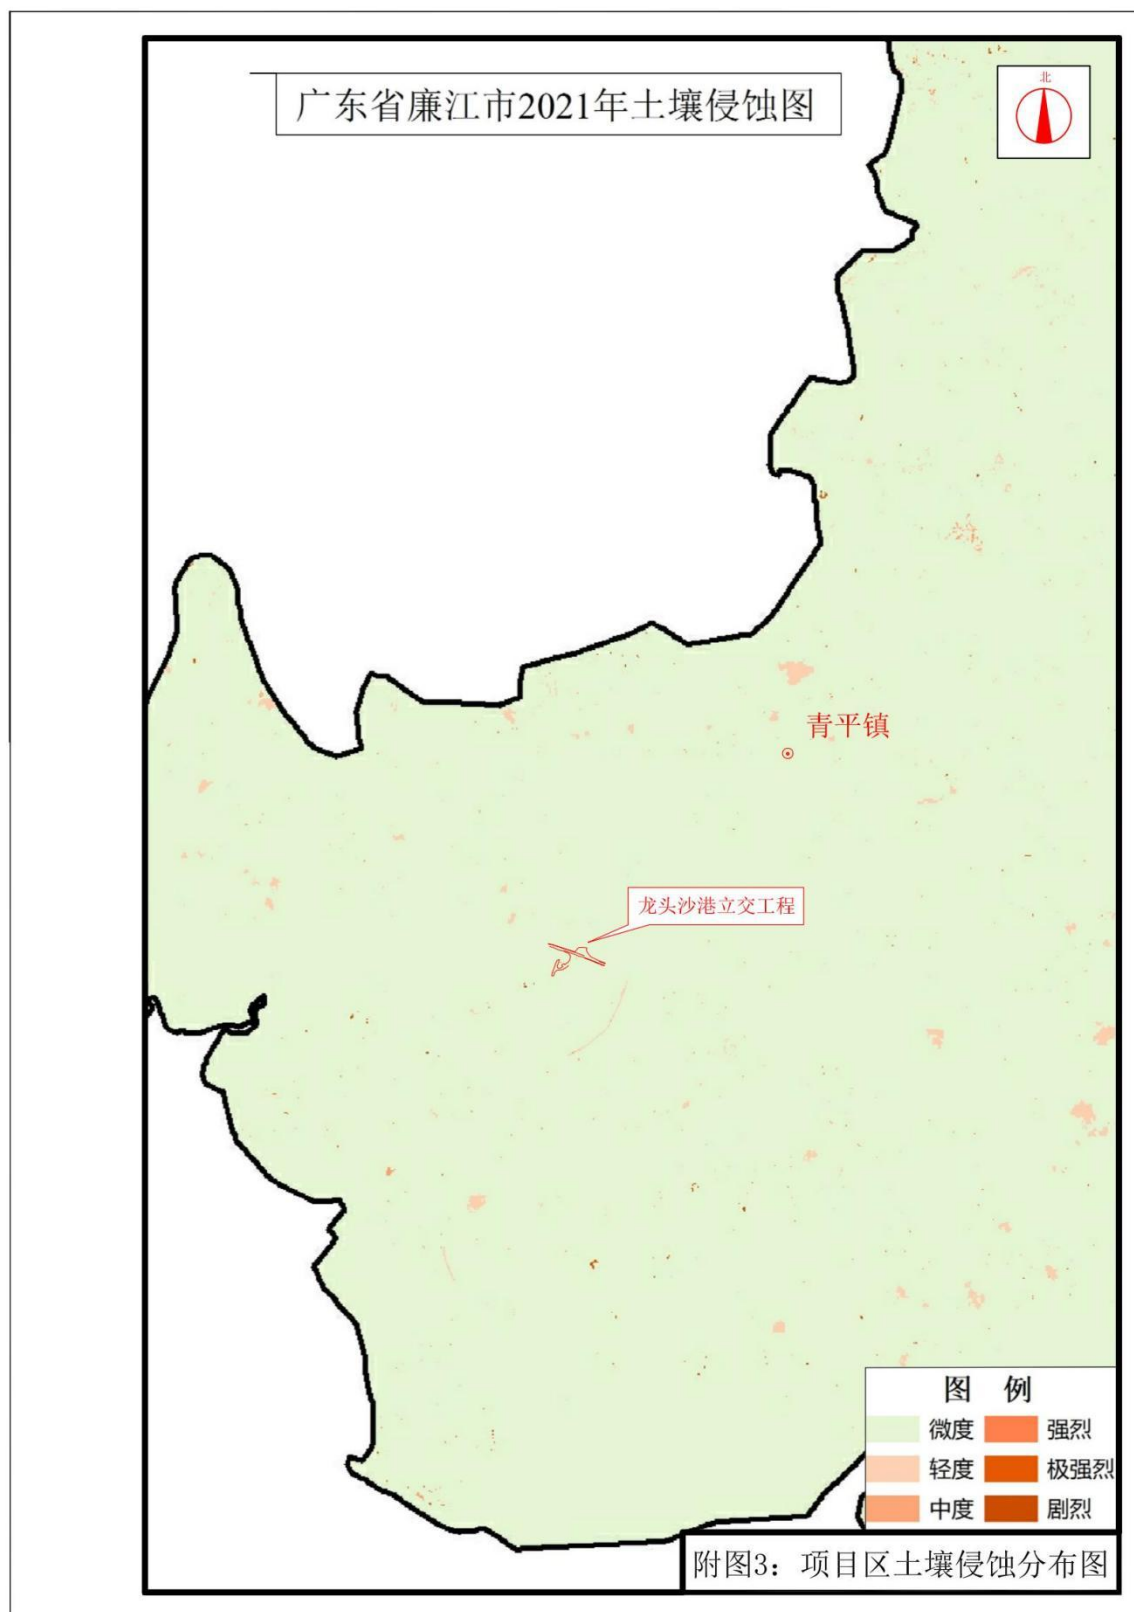 广东省廉江市2021年土壤侵蚀图
北
青平镇
龙头沙港立交工程
图 例
微度 强烈
轻度 极强烈
中度 剧烈
附图3：项目区土壤侵蚀分布图